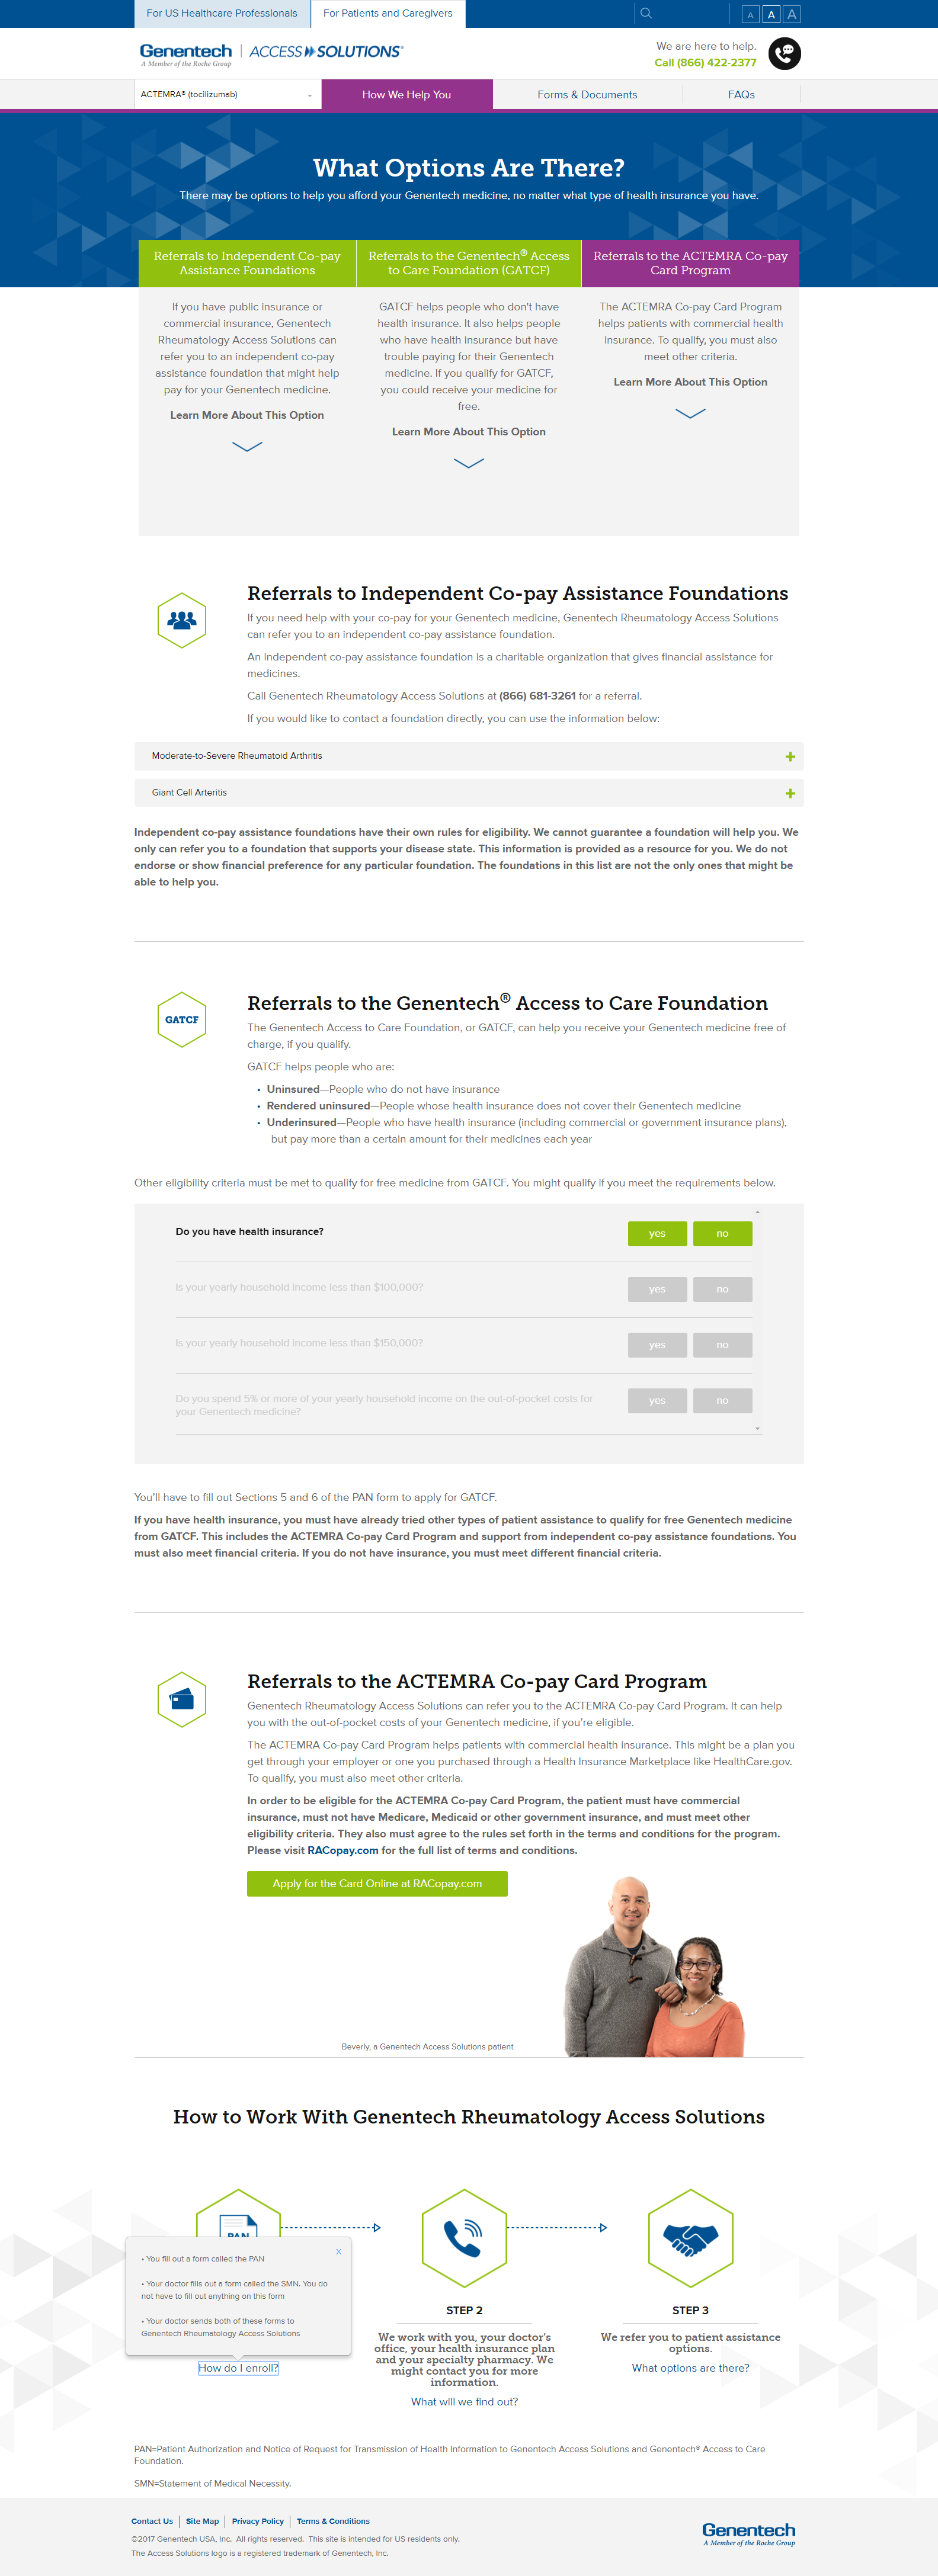 For US Healthcare Professionals
For Patients and Caregivers
A A A
Genentech ACCESS SOLUTIONS®
A Member of the Roche Group
We are here to help.
Call (866) 422-2377
ACTEMRA® (tocilizumab)
How We Help You
Forms & Documents
FAQs
What Options Are There?
There may be options to help you afford your Genentech medicine, no matter what type of health insurance you have.
Referrals to Independent Co-pay
Assistance Foundations
If you have public insurance or
commercial insurance, Genentech
Rheumatology Access Solutions can
refer you to an independent co-pay
assistance foundation that might help
pay for your Genentech medicine.
Learn More About This Option
Referrals to the Genentech® Access
to Care Foundation (GATCF)
GATCF helps people who don't have
health insurance. It also helps people
who have health insurance but have
trouble paying for their Genentech
medicine. If you qualify for GATCF,
you could receive your medicine for
free.
Learn More About This Option
Referrals to the ACTEMRA Co-pay
Card Program
The ACTEMRA Co-pay Card Program
helps patients with commercial health
insurance. To qualify, you must also
meet other criteria.
Learn More About This Option
Referrals to Independent Co-pay Assistance Foundations
If you need help with your co-pay for your Genentech medicine, Genentech Rheumatology Access Solutions
can refer you to an independent co-pay assistance foundation.
An independent co-pay assistance foundation is a charitable organization that gives financial assistance for
medicines.
Call Genentech Rheumatology Access Solutions at (866) 681-3261 for a referral.
If you would like to contact a foundation directly, you can use the information below:
Moderate-to-Severe Rheumatoid Arthritis +
Giant Cell Arteritis +
Independent co-pay assistance foundations have their own rules for eligibility. We cannot guarantee a foundation will help you. We
only can refer you to a foundation that supports your disease state. This information is provided as a resource for you. We do not
endorse or show financial preference for any particular foundation. The foundations in this list are not the only ones that might be
able to help you.
GATCF
Referrals to the Genentech® Access to Care Foundation
The Genentech Access to Care Foundation, or GATCF, can help you receive your Genentech medicine free of
charge, if you qualify.
GATCF helps people who are:
• Uninsured—People who do not have insurance
• Rendered uninsured—People whose health insurance does not cover their Genentech medicine
• Underinsured—People who have health insurance (including commercial or government insurance plans),
but pay more than a certain amount for their medicines each year
Other eligibility criteria must be met to qualify for free medicine from GATCF. You might qualify if you meet the requirements below.
Do you have health insurance? yes no
Is your yearly household income less than $100,000? yes no
Is your yearly household income less than $150,000? yes no
Do you spend 5% or more of your yearly household income on the out-of-pocket costs for yes no
your Genentech medicine?
You'll have to fill out Sections 5 and 6 of the PAN form to apply for GATCF.
If you have health insurance, you must have already tried other types of patient assistance to qualify for free Genentech medicine
from GATCF. This includes the ACTEMRA Co-pay Card Program and support from independent co-pay assistance foundations. You
must also meet financial criteria. If you do not have insurance, you must meet different financial criteria.
Referrals to the ACTEMRA Co-pay Card Program
Genentech Rheumatology Access Solutions can refer you to the ACTEMRA Co-pay Card Program. It can help
you with the out-of-pocket costs of your Genentech medicine, if you're eligible.
The ACTEMRA Co-pay Card Program helps patients with commercial health insurance. This might be a plan you
get through your employer or one you purchased through a Health Insurance Marketplace like HealthCare.gov.
To qualify, you must also meet other criteria.
In order to be eligible for the ACTEMRA Co-pay Card Program, the patient must have commercial
insurance, must not have Medicare, Medicaid or other government insurance, and must meet other
eligibility criteria. They also must agree to the rules set forth in the terms and conditions for the program.
Please visit RACopay.com for the full list of terms and conditions.
Apply for the Card Online at RACopay.com
Beverly, a Genentech Access Solutions patient
How to Work With Genentech Rheumatology Access Solutions
PAN
x
• You fill out a form called the PAN
• Your doctor fills out a form called the SMN. You do
not have to fill out anything on this form
• Your doctor sends both of these forms to
Genentech Rheumatology Access Solutions
How do I enroll?
STEP 2
We work with you, your doctor's
office, your health insurance plan
and your specialty pharmacy. We
might contact you for more
information.
What will we find out?
STEP 3
We refer you to patient assistance
options.
What options are there?
PAN=Patient Authorization and Notice of Request for Transmission of Health Information to Genentech Access Solutions and Genentech® Access to Care
Foundation.
SMN=Statement of Medical Necessity.
Contact Us
Site Map
Privacy Policy
Terms & Conditions
©2017 Genentech USA, Inc. All rights reserved. This site is intended for US residents only.
The Access Solutions logo is a registered trademark of Genentech, Inc.
Genentech
A Member of the Roche Group